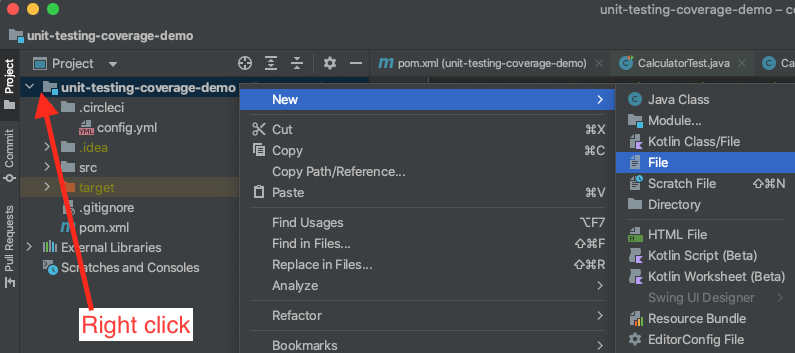 unit-testing-coverage-demo – c
unit-testing-coverage-demo
Project
pom.xml (unit-testing-coverage-demo)
CalculatorTest.java
Ca
Project
Commit
Pull Requests
unit-testing-coverage-demo
.circleci
YML
config.yml
.idea
src
target
.gitignore
pom.xml
External Libraries
Scratches and Consoles
Right click
New
Cut ⌘X
Copy ⌘C
Copy Path/Reference...
Paste ⌘V
Find Usages ⌥F7
Find in Files... ⇧⌘F
Replace in Files... ⇧⌘R
Analyze
Refactor
Bookmarks
Java Class
Module...
Kotlin Class/File
File
Scratch File ⇧⌘N
Directory
HTML File
Kotlin Script (Beta)
Kotlin Worksheet (Beta)
Swing UI Designer
Resource Bundle
EditorConfig File